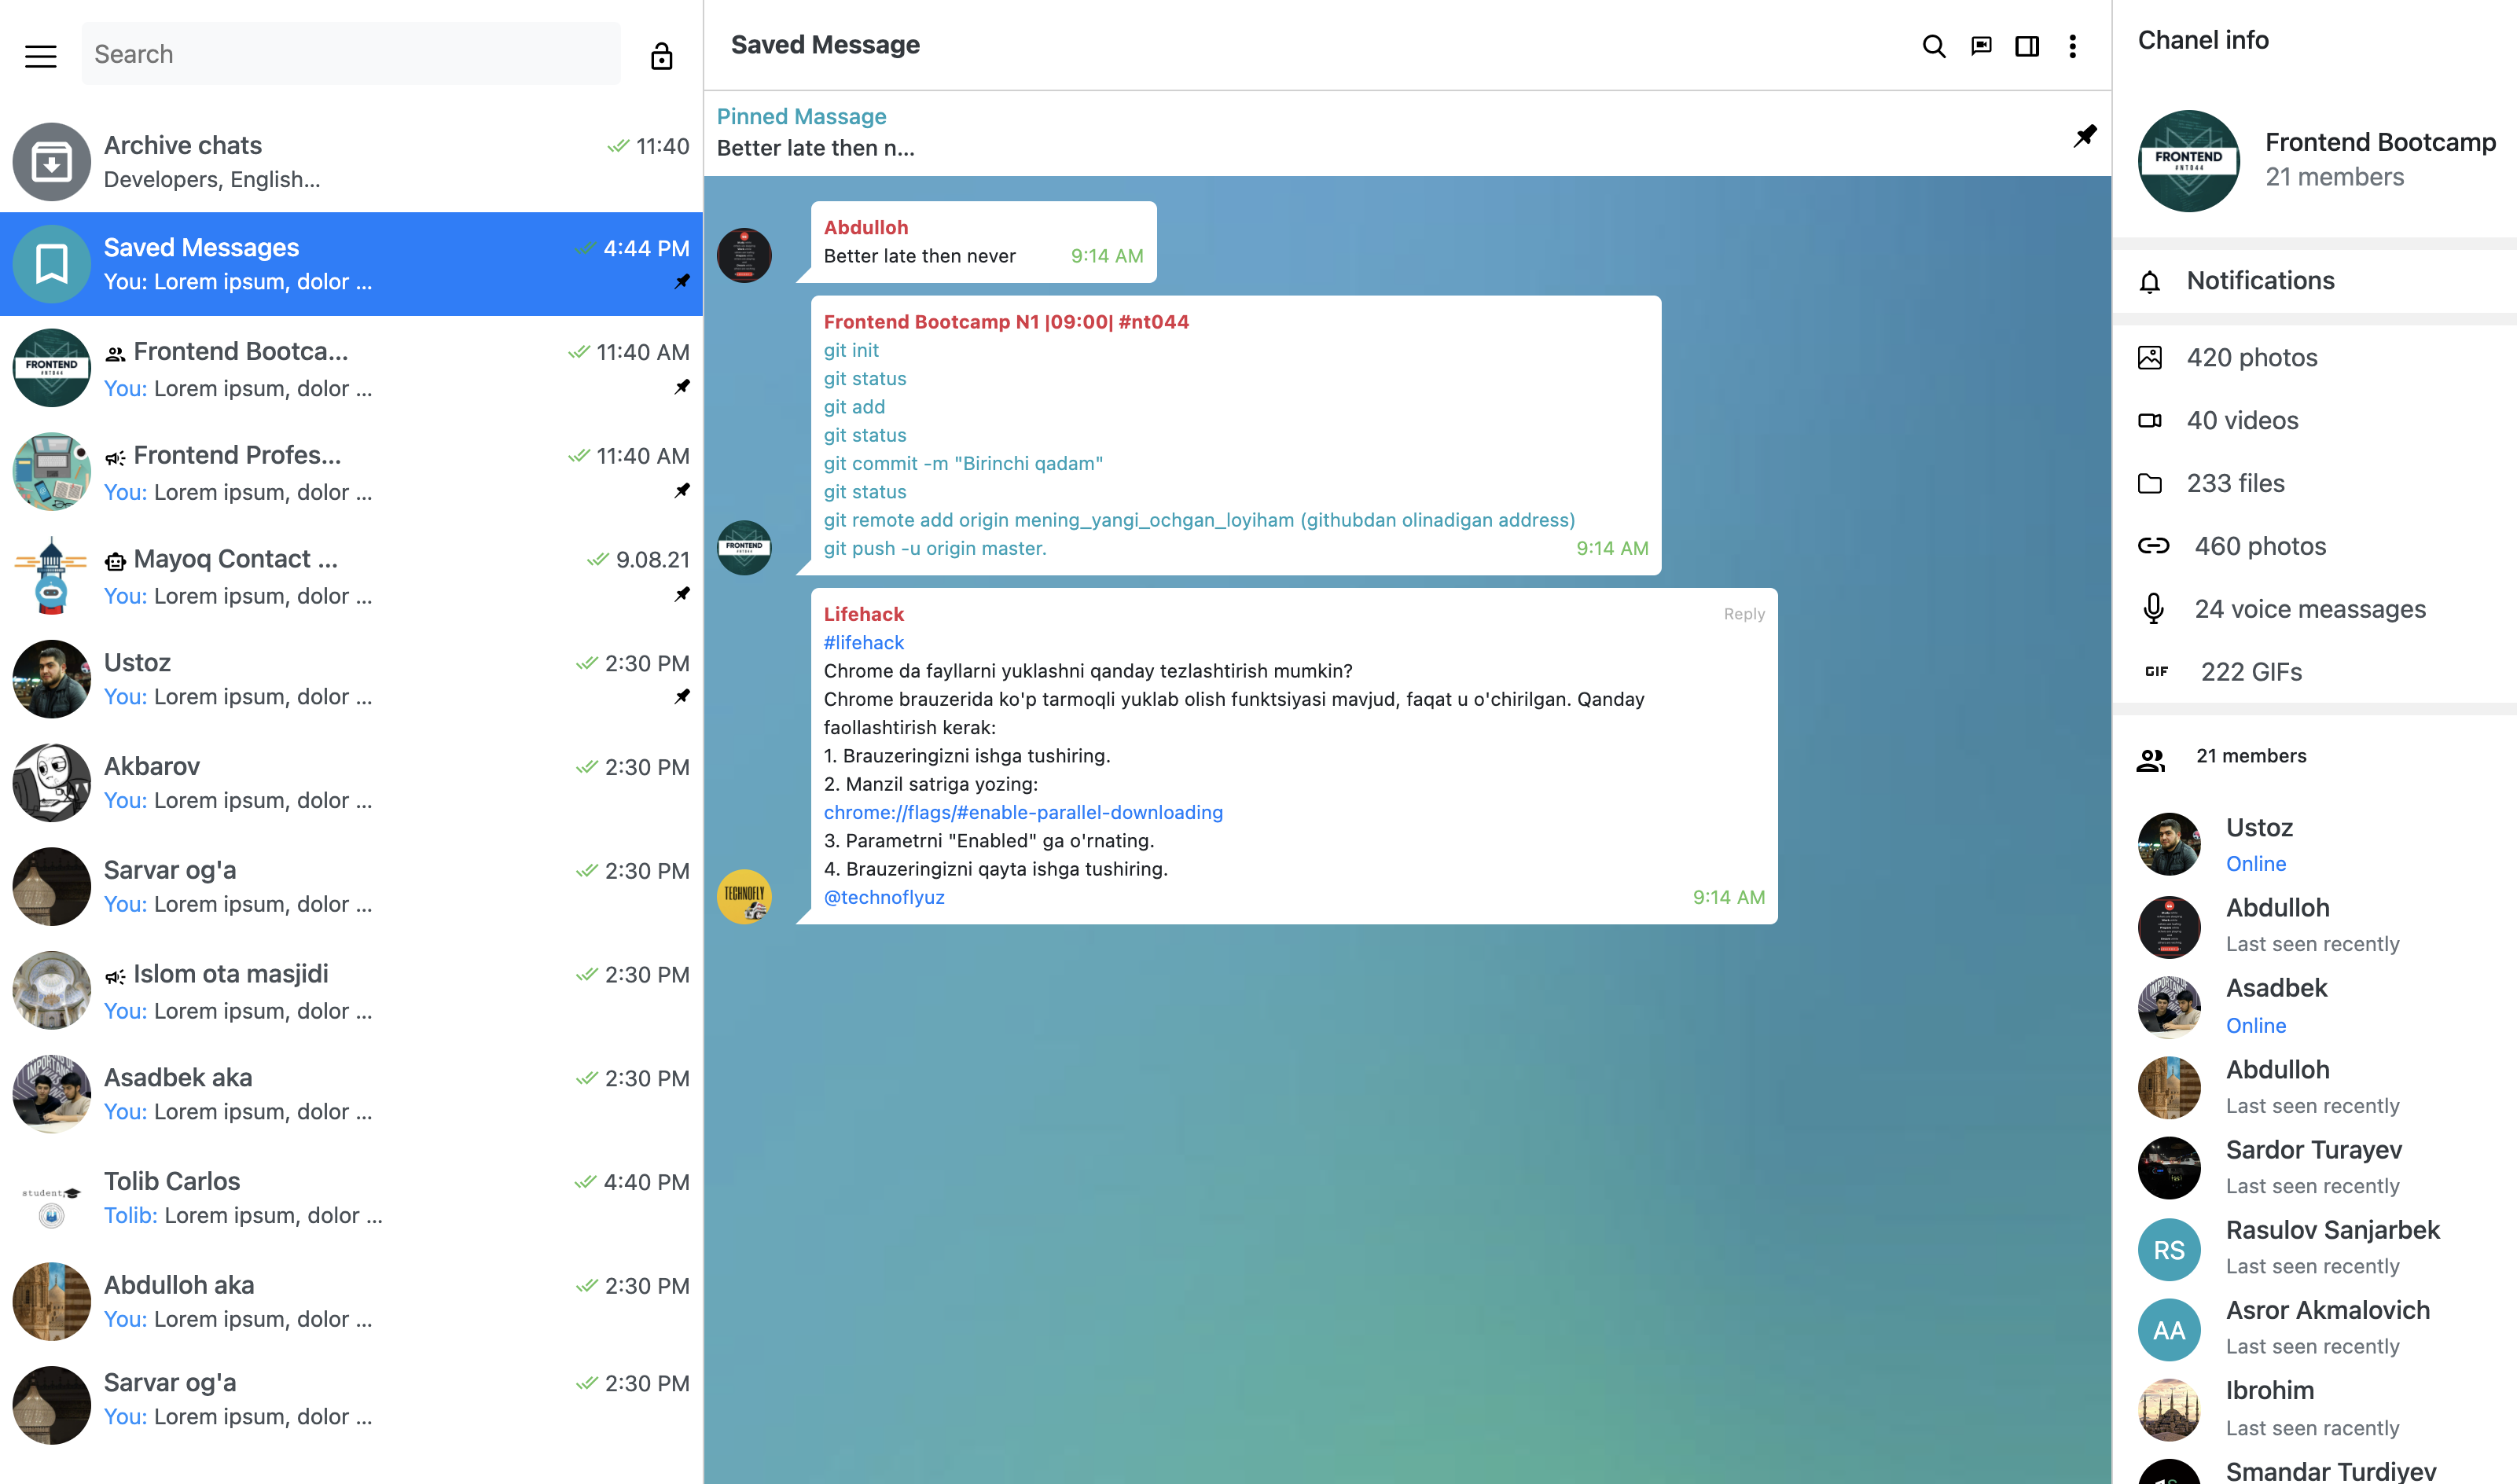 Search
Archive chats
11:40
Developers, English...
Saved Messages
4:44 PM
You: Lorem ipsum, dolor ...
FRONTEND
#NT044
Frontend Bootca...
11:40 AM
You: Lorem ipsum, dolor ...
Frontend Profes...
11:40 AM
You: Lorem ipsum, dolor ...
Mayoq Contact ...
9.08.21
You: Lorem ipsum, dolor ...
Ustoz
2:30 PM
You: Lorem ipsum, dolor ...
Akbarov
2:30 PM
You: Lorem ipsum, dolor ...
Sarvar og'a
2:30 PM
You: Lorem ipsum, dolor ...
Islom ota masjidi
2:30 PM
You: Lorem ipsum, dolor ...
Asadbek aka
2:30 PM
You: Lorem ipsum, dolor ...
student;
Tolib Carlos
4:40 PM
Tolib: Lorem ipsum, dolor ...
Abdulloh aka
2:30 PM
You: Lorem ipsum, dolor ...
Sarvar og'a
2:30 PM
You: Lorem ipsum, dolor ...
Saved Message
Pinned Massage
Better late then n...
Abdulloh
Better late then never
9:14 AM
Frontend Bootcamp N1 |09:00| #nt044
git init
git status
git add
git status
git commit -m "Birinchi qadam"
git status
git remote add origin mening_yangi_ochgan_loyiham (githubdan olinadigan address)
git push -u origin master.
9:14 AM
FRONTEND
#NT044
Lifehack
Reply
#lifehack
Chrome da fayllarni yuklashni qanday tezlashtirish mumkin?
Chrome brauzerida ko'p tarmoqli yuklab olish funktsiyasi mavjud, faqat u o'chirilgan. Qanday
faollashtirish kerak:
1. Brauzeringizni ishga tushiring.
2. Manzil satriga yozing:
chrome://flags/#enable-parallel-downloading
3. Parametrni "Enabled" ga o'rnating.
4. Brauzeringizni qayta ishga tushiring.
@technoflyuz
9:14 AM
TECHNOFLY
Chanel info
FRONTEND
#NT044
Frontend Bootcamp
21 members
Notifications
420 photos
40 videos
233 files
460 photos
24 voice meassages
GIF
222 GIFs
21 members
Ustoz
Online
Abdulloh
Last seen recently
Asadbek
Online
Abdulloh
Last seen recently
Sardor Turayev
Last seen recently
RS
Rasulov Sanjarbek
Last seen recently
AA
Asror Akmalovich
Last seen recently
Ibrohim
Last seen racently
Smandar Turdiyev